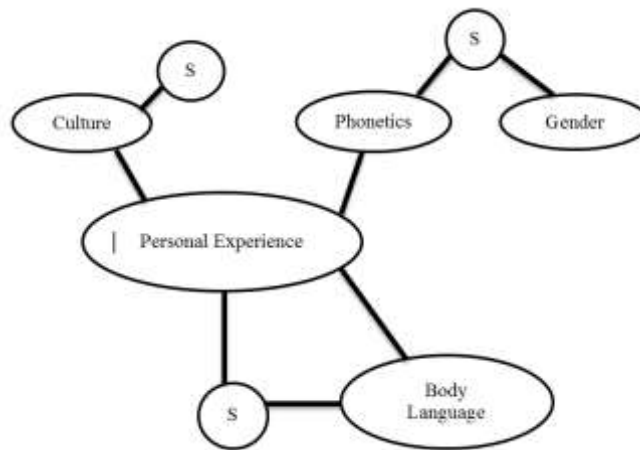 S
S
Culture
Phonetics
Gender
Personal Experience
Body
Language
S